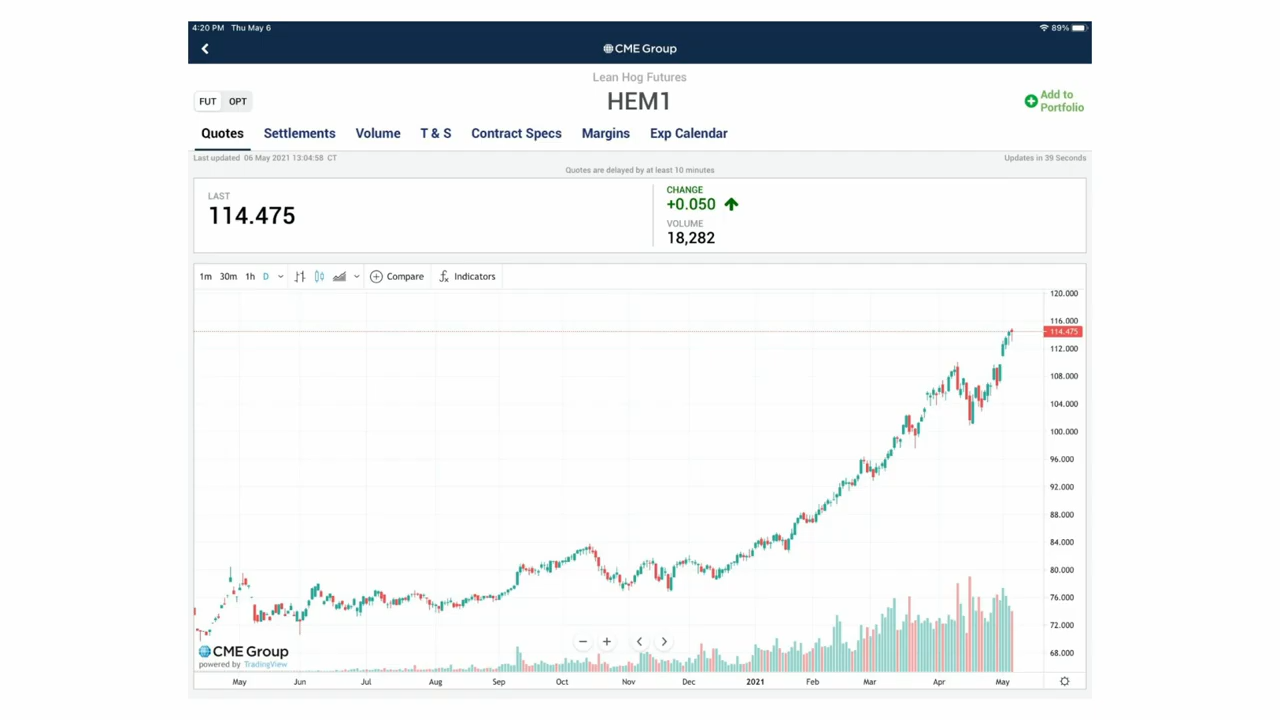 4:20 PM Thu May 6
89%
CME Group
Lean Hog Futures
HEM1
FUT OPT
Add to
Portfolio
Quotes Settlements Volume T & S Contract Specs Margins Exp Calendar
Last updated 06 May 2021 13:04:58 CT
Updates in 39 Seconds
Quotes are delayed by at least 10 minutes
LAST
114.475
CHANGE
+0.050
VOLUME
18,282
1m 30m 1h D Compare Indicators
120.000
116.000
114.475
112.000
108.000
104.000
100.000
96.000
92.000
88.000
84.000
80.000
76.000
72.000
68.000
CME Group
powered by TradingView
May Jun Jul Aug Sep Oct Nov Dec 2021 Feb Mar Apr May